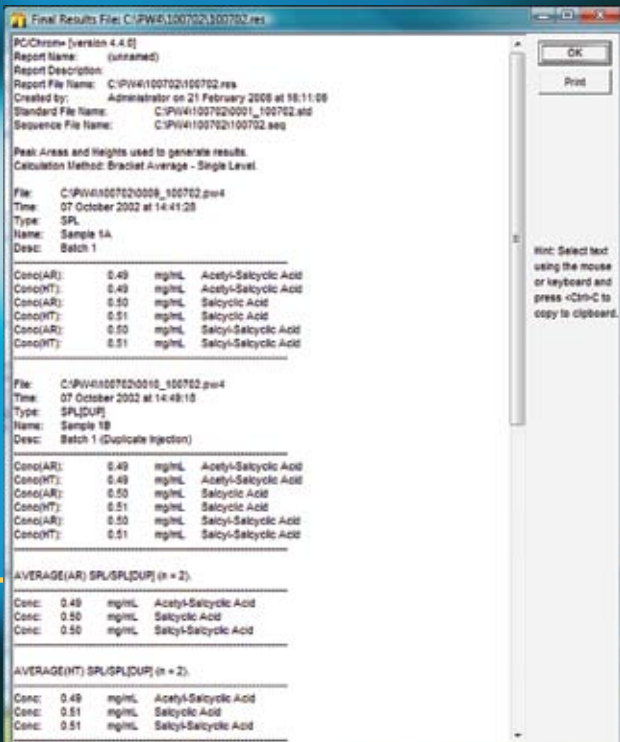 Final Results File: C:\PW4\100702\100702.res
PC/Chrom+ [version 4.4.0]
Report Name: (unnamed)
Report Description:
Report File Name: C:\PW4\100702\100702.res
Created by: Administrator on 21 February 2008 at 18:11:08
Standard File Name: C:\PW4\100702\0001_100702.std
Sequence File Name: C:\PW4\100702\100702.seq
Peak Areas and Heights used to generate results.
Calculation Method: Bracket Average - Single Level.
File: C:\PW4\100702\0009_100702.pw4
Time: 07 October 2002 at 14:41:28
Type: SPL
Name: Sample 1A
Desc: Batch 1
Conc(AR): 0.49 mg/mL Acetyl-Salicylic Acid
Conc(HT): 0.49 mg/mL Acetyl-Salicylic Acid
Conc(AR): 0.50 mg/mL Salicylic Acid
Conc(HT): 0.51 mg/mL Salicylic Acid
Conc(AR): 0.50 mg/mL Salicyl-Salicylic Acid
Conc(HT): 0.51 mg/mL Salicyl-Salicylic Acid
File: C:\PW4\100702\0010_100702.pw4
Time: 07 October 2002 at 14:49:18
Type: SPL[DUP]
Name: Sample 1B
Desc: Batch 1 (Duplicate Injection)
Conc(AR): 0.49 mg/mL Acetyl-Salicylic Acid
Conc(HT): 0.49 mg/mL Acetyl-Salicylic Acid
Conc(AR): 0.50 mg/mL Salicylic Acid
Conc(HT): 0.51 mg/mL Salicylic Acid
Conc(AR): 0.50 mg/mL Salicyl-Salicylic Acid
Conc(HT): 0.51 mg/mL Salicyl-Salicylic Acid
AVERAGE(AR) SPL/SPL[DUP] (n = 2).
Conc: 0.49 mg/mL Acetyl-Salicylic Acid
Conc: 0.50 mg/mL Salicylic Acid
Conc: 0.50 mg/mL Salicyl-Salicylic Acid
AVERAGE(HT) SPL/SPL[DUP] (n = 2).
Conc: 0.49 mg/mL Acetyl-Salicylic Acid
Conc: 0.51 mg/mL Salicylic Acid
Conc: 0.51 mg/mL Salicyl-Salicylic Acid
OK
Print
Hint: Select text
using the mouse
or keyboard and
press <Ctrl>C to
copy to clipboard.